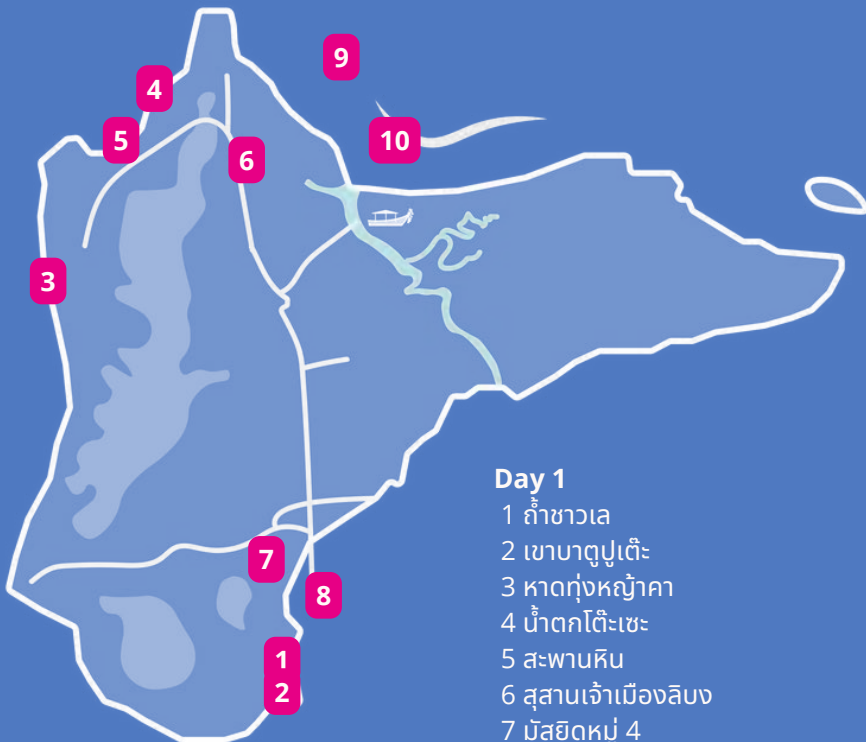 9
4
10
5
6
3
7
8
1
2
Day 1
1 ถ้ำชาวเล
2 เขาบาตูปูเต๊ะ
3 หาดทุ่งหญ้าคา
4 น้ำตกโต๊ะเซะ
5 สะพานหิน
6 สุสานเจ้าเมืองลิบง
7 มัสยิดหมู่ 4